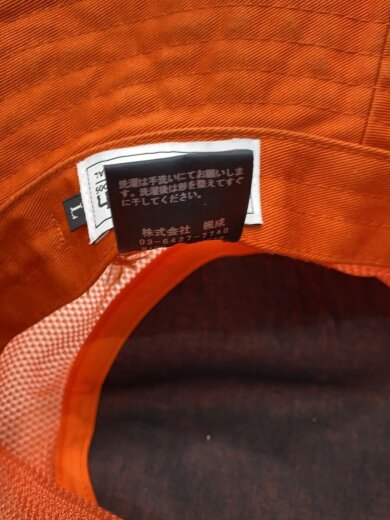 洗濯は手洗いにてお願いしま
す。洗濯後は形を整えてすぐ
に干してください。
株式会社 楓成
03-6427-7740
L